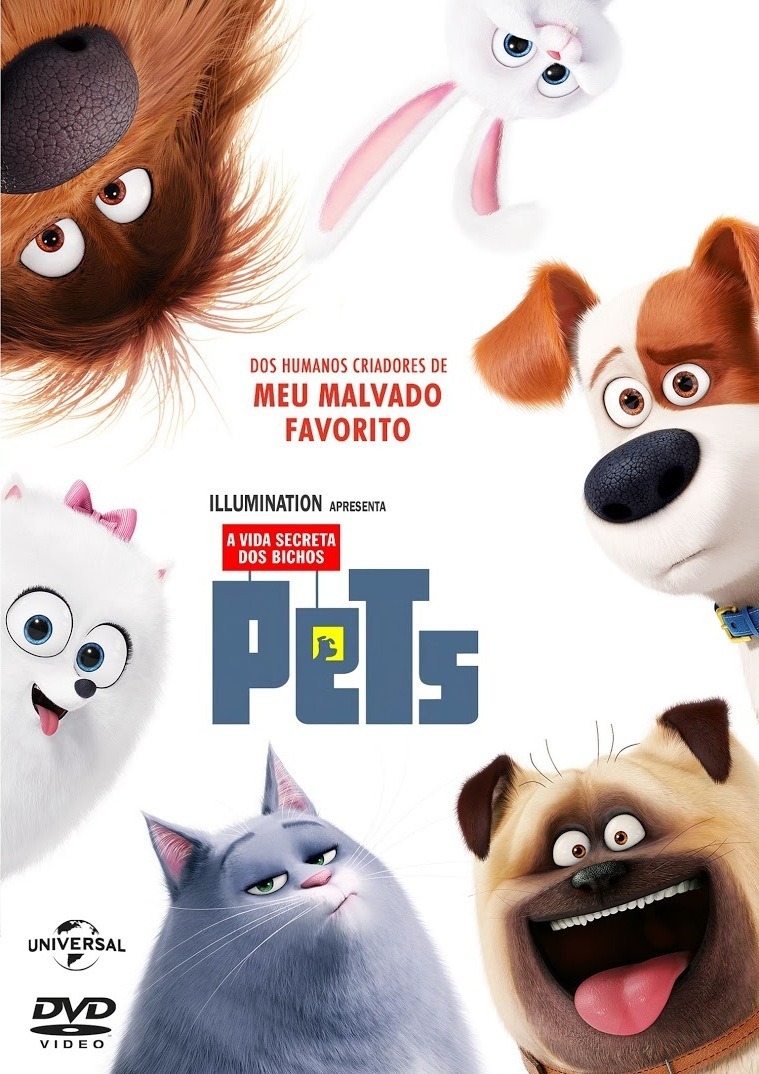 DOS HUMANOS CRIADORES DE
MEU MALVADO
FAVORITO
ILLUMINATION APRESENTA
A VIDA SECRETA
DOS BICHOS
PeTs
UNIVERSAL
DVD
VIDEO